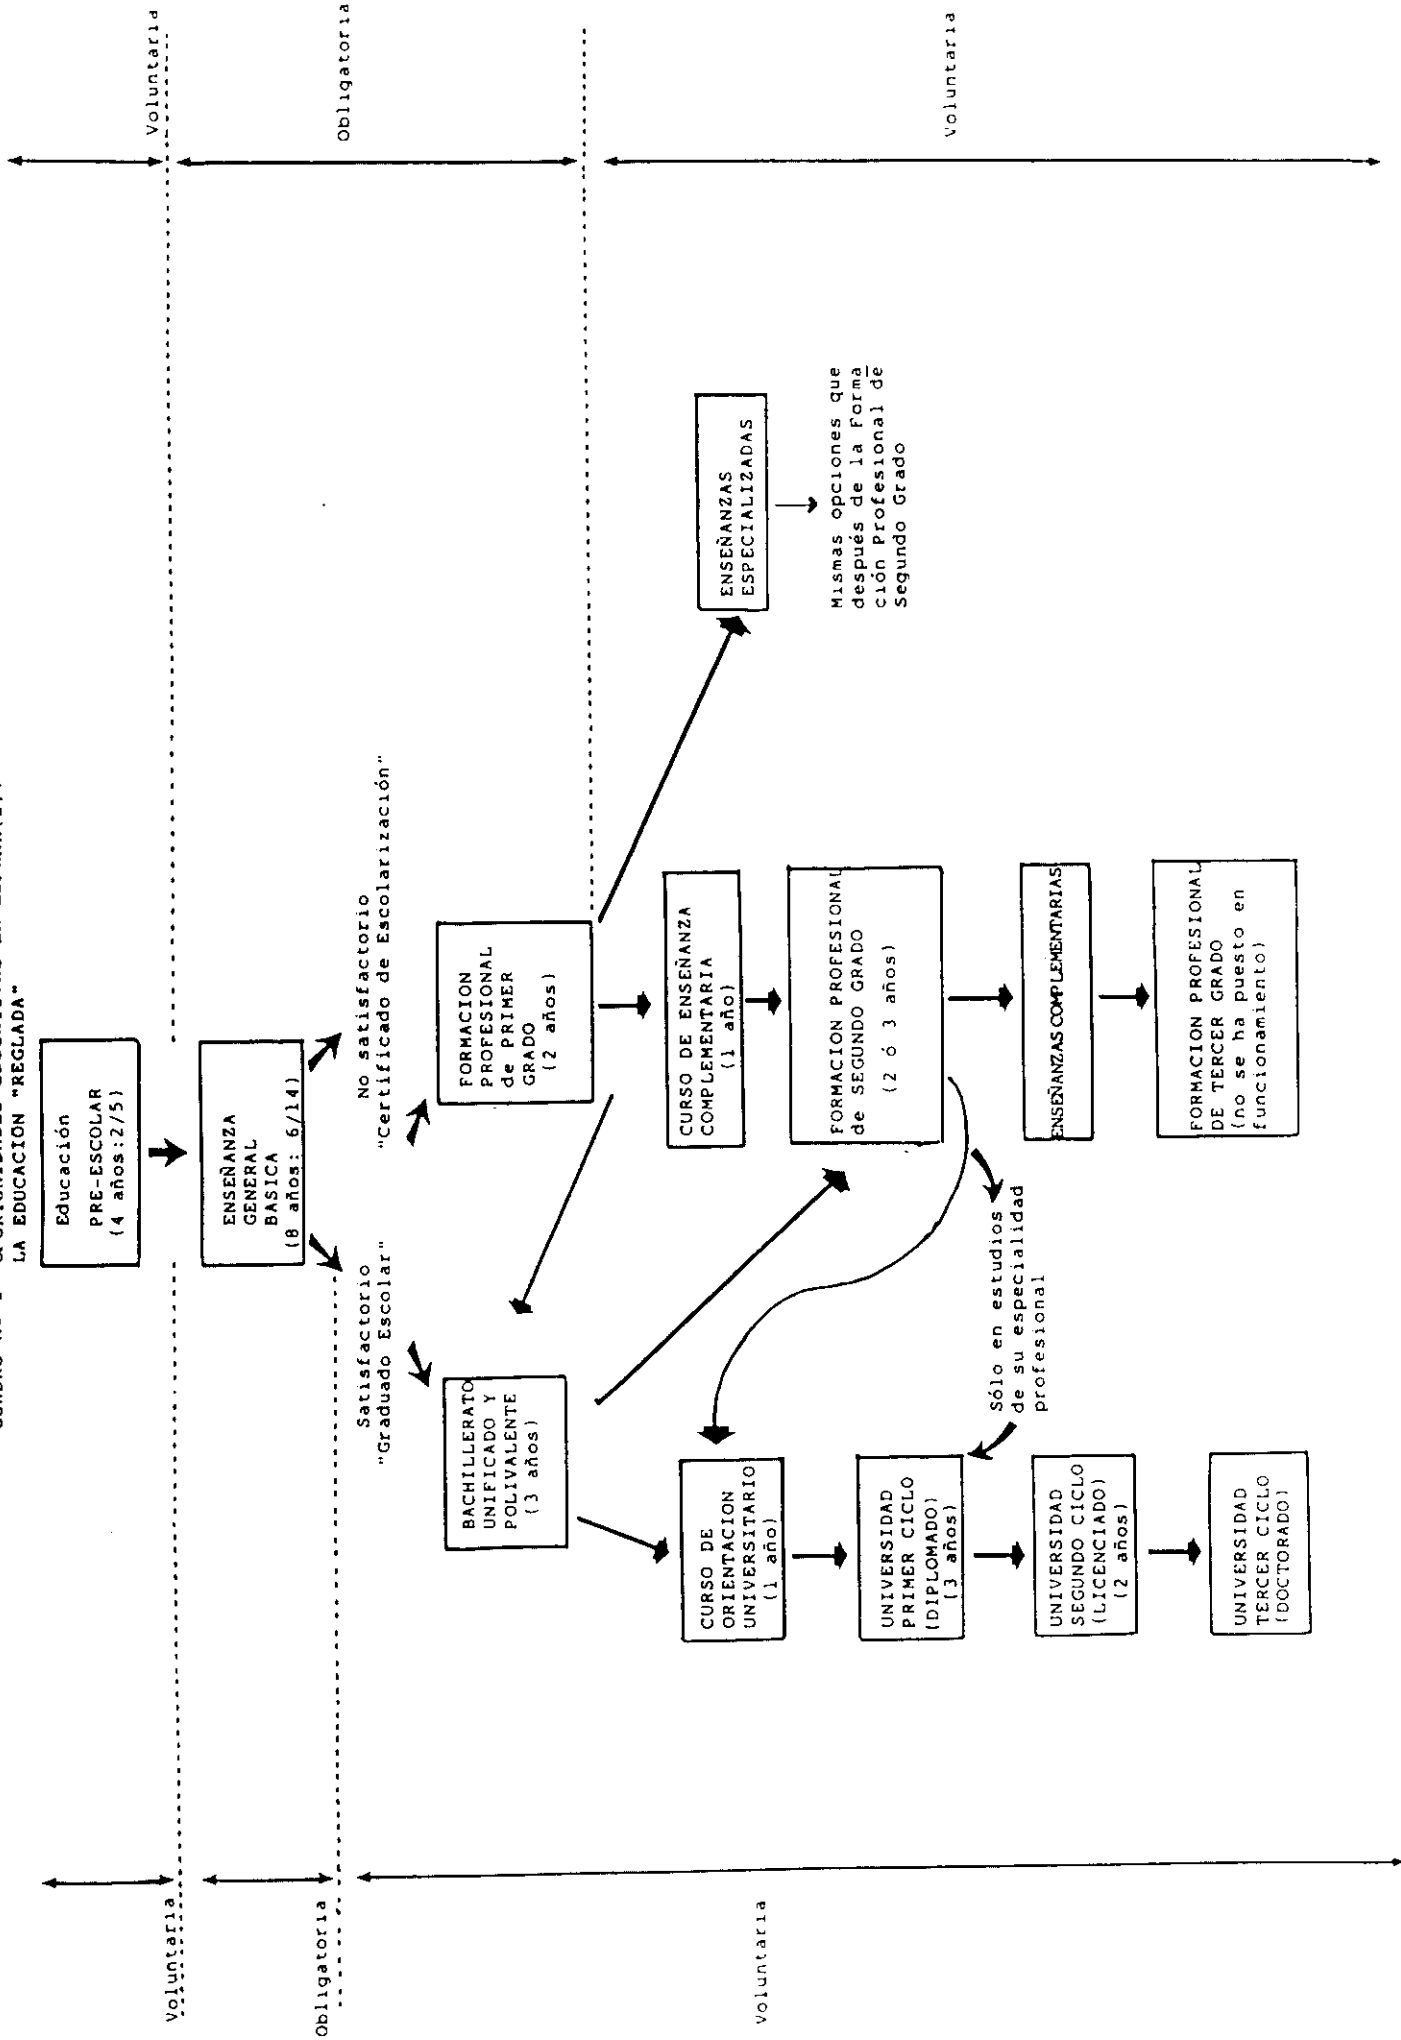 LA EDUCACION "REGLADA"
Educación
PRE-ESCOLAR
(4 años:2/5)
ENSEÑANZA
GENERAL
BASICA
(8 años: 6/14)
Satisfactorio
"Graduado Escolar"
No satisfactorio
"Certificado de Escolarización"
BACHILLERATO
UNIFICADO Y
POLIVALENTE
(3 años)
FORMACION
PROFESIONAL
de PRIMER
GRADO
(2 años)
CURSO DE
ORIENTACION
UNIVERSITARIO
(1 año)
CURSO DE ENSEÑANZA
COMPLEMENTARIA
(1 año)
ENSEÑANZAS
ESPECIALIZADAS
Mismas opciones que
después de la Forma
ción Profesional de
Segundo Grado
UNIVERSIDAD
PRIMER CICLO
(DIPLOMADO)
(3 años)
FORMACION PROFESIONAL
de SEGUNDO GRADO
(2 ó 3 años)
Sólo en estudios
de su especialidad
profesional
UNIVERSIDAD
SEGUNDO CICLO
(LICENCIADO)
(2 años)
ENSEÑANZAS COMPLEMENTARIAS
UNIVERSIDAD
TERCER CICLO
(DOCTORADO)
FORMACION PROFESIONAL
DE TERCER GRADO
(no se ha puesto en
funcionamiento)
Voluntaria
Obligatoria
Voluntaria
Voluntaria
Obligatoria
Voluntaria